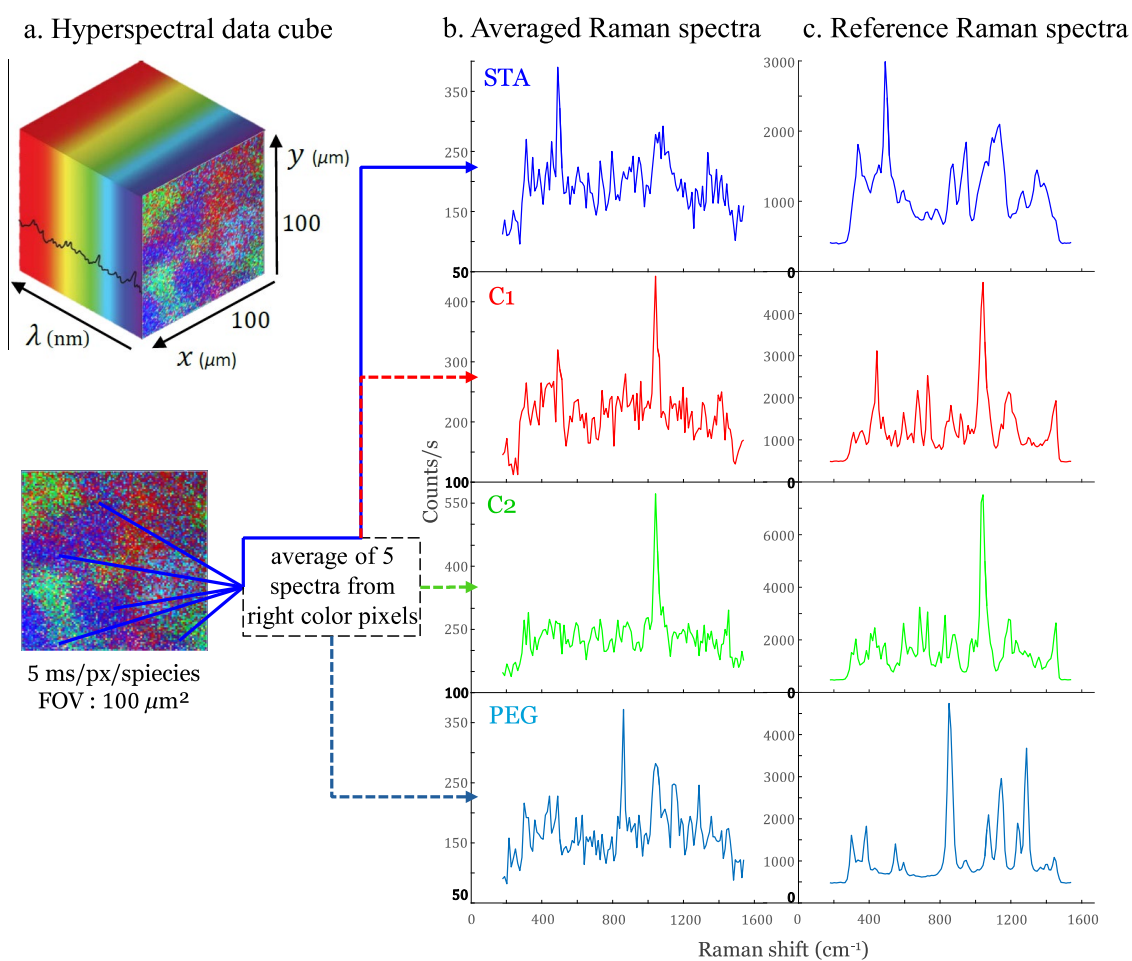 a. Hyperspectral data cube
b. Averaged Raman spectra
c. Reference Raman spectra
y (μm)
100
100
x (μm)
λ (nm)
5 ms/px/spiecies
FOV : 100 μm²
average of 5
spectra from
right color pixels
Counts/s
STA
350
250
150
50
C1
400
300
200
100
C2
550
400
250
100
PEG
350
250
150
50
0 400 800 1200 1600
3000
2000
1000
0
4000
3000
2000
1000
0
6000
4000
2000
0
4000
3000
2000
1000
0
0 400 800 1200 1600
Raman shift (cm⁻¹)